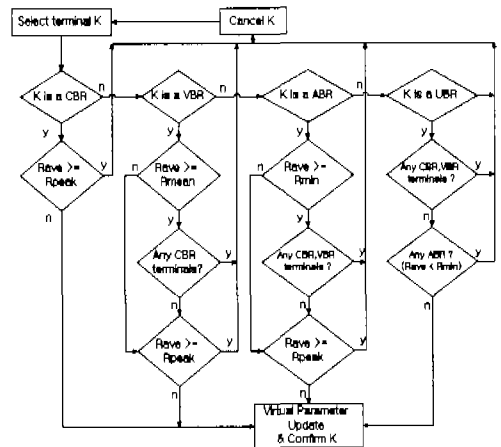 Select terminal K
Cancel K
K is a CBR
n
K is a VBR
n
K is a ABR
n
K is a UBR
n
y
y
y
y
Rave >= Rpeak
y
n
n
Rave >= Rmean
y
n
Rave >= Rmin
y
Any CBR,VBR terminals ?
y
n
Any CBR terminals?
y
n
Any CBR,VBR terminals ?
y
n
Any ABR ?
(Rave < Rmin)
y
n
Rave >= Rpeak
y
n
Rave >= Rpeak
y
n
Virtual Parameter
Update
& Confirm K